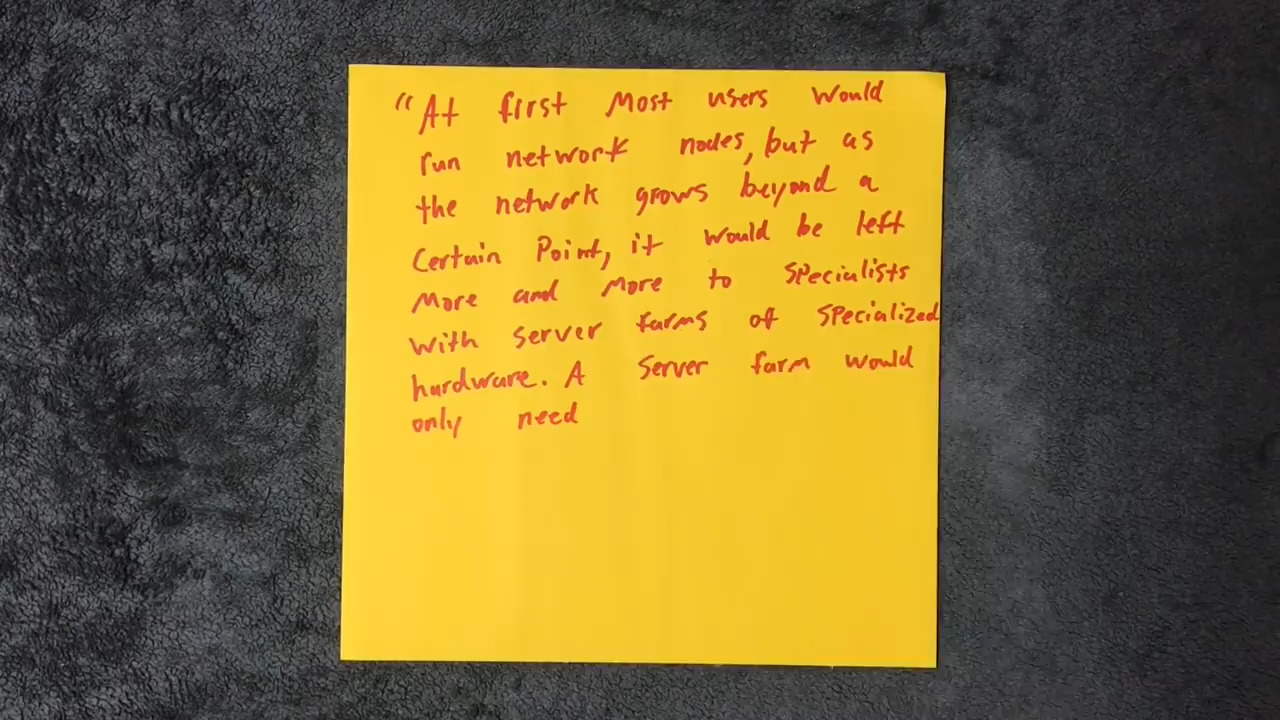 “At first most users would
run network nodes, but as
the network grows beyond a
certain point, it would be left
more and more to specialists
with server farms of specialized
hardware. A server farm would
only need